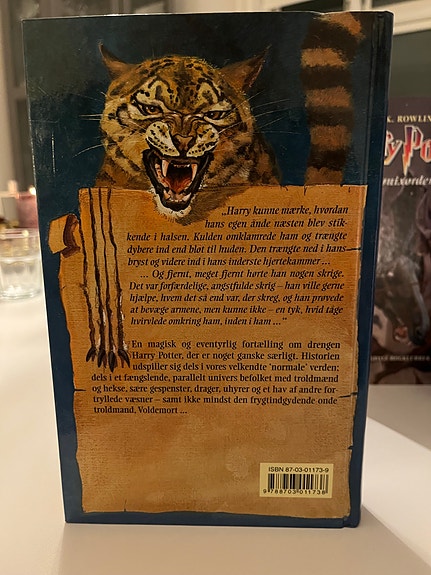 „Harry kunne mærke, hvordan
hans egen ånde næsten blev stik-
kende i halsen. Kulden omklamrede ham og trængte
dybere ind end blot til huden. Den trængte ned i hans
bryst og videre ind i hans inderste hjertekammer ...
... Og fjernt, meget fjernt hørte han nogen skrige.
Det var forfærdelige, angstfulde skrig – han ville gerne
hjælpe, hvem det så end var, der skreg, og han prøvede
at bevæge armene, men kunne ikke – en tyk, hvid tåge
hvirvlede omkring ham, inden i ham ...“
En magisk og eventyrlig fortælling om drengen
Harry Potter, der er noget ganske særligt. Historien
udspiller sig dels i vores velkendte 'normale' verden;
dels i et fængslende, parallelt univers befolket med troldmænd
og hekse, sære gespenster, drager, uhyrer og et hav af andre for-
tryllede væsner – samt ikke mindst den frygtindgydende onde
troldmand, Voldemort ...
ISBN 87-03-01173-9
9 788703 011738
K. ROWLIN
ry Po
nixorden